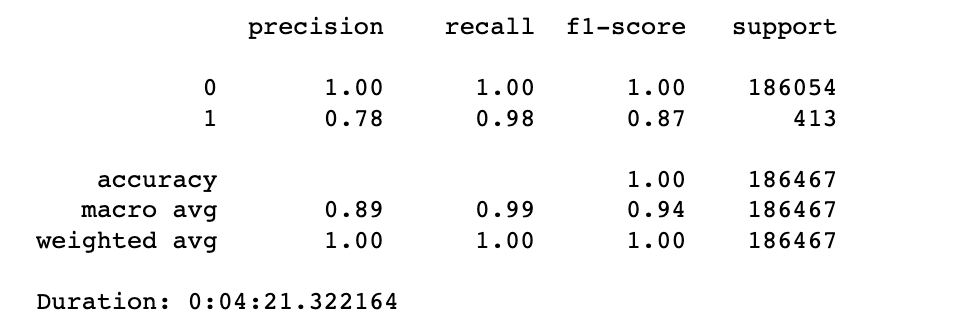 precision recall f1-score support
0 1.00 1.00 1.00 186054
1 0.78 0.98 0.87 413
accuracy 1.00 186467
macro avg 0.89 0.99 0.94 186467
weighted avg 1.00 1.00 1.00 186467
Duration: 0:04:21.322164